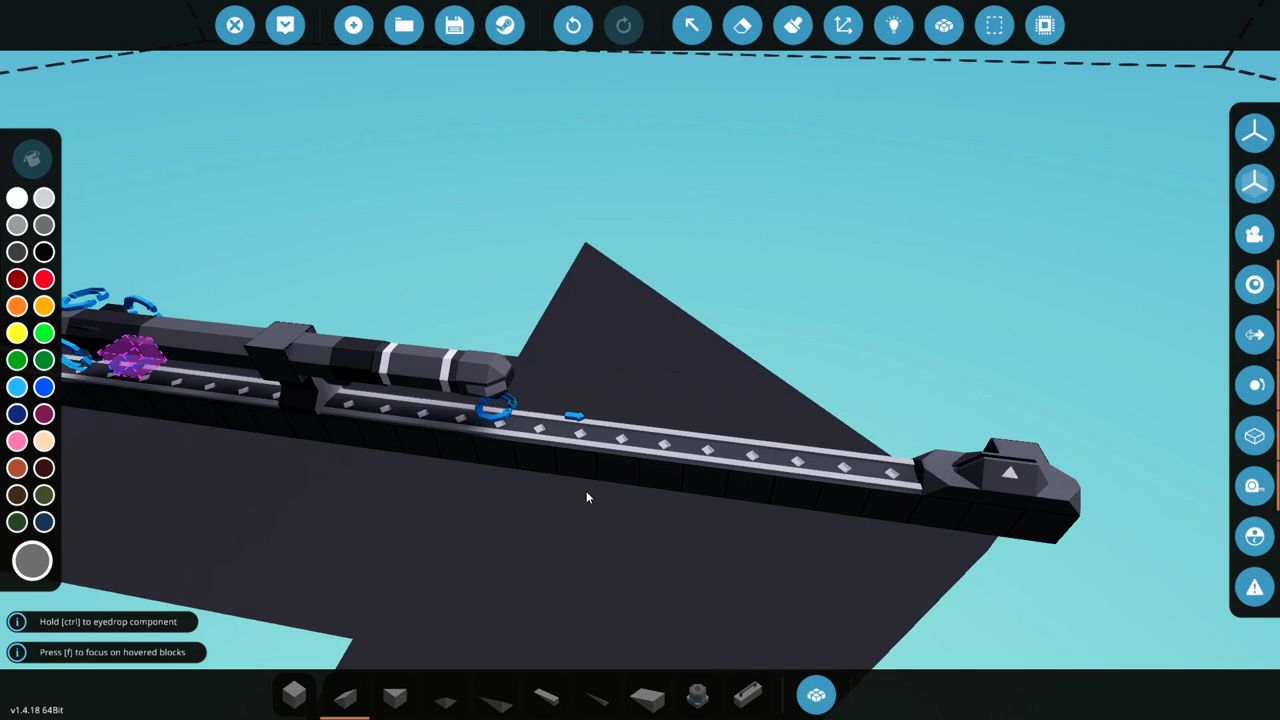 Hold [ctrl] to eyedrop component
Press [f] to focus on hovered blocks
v1.4.18 64Bit